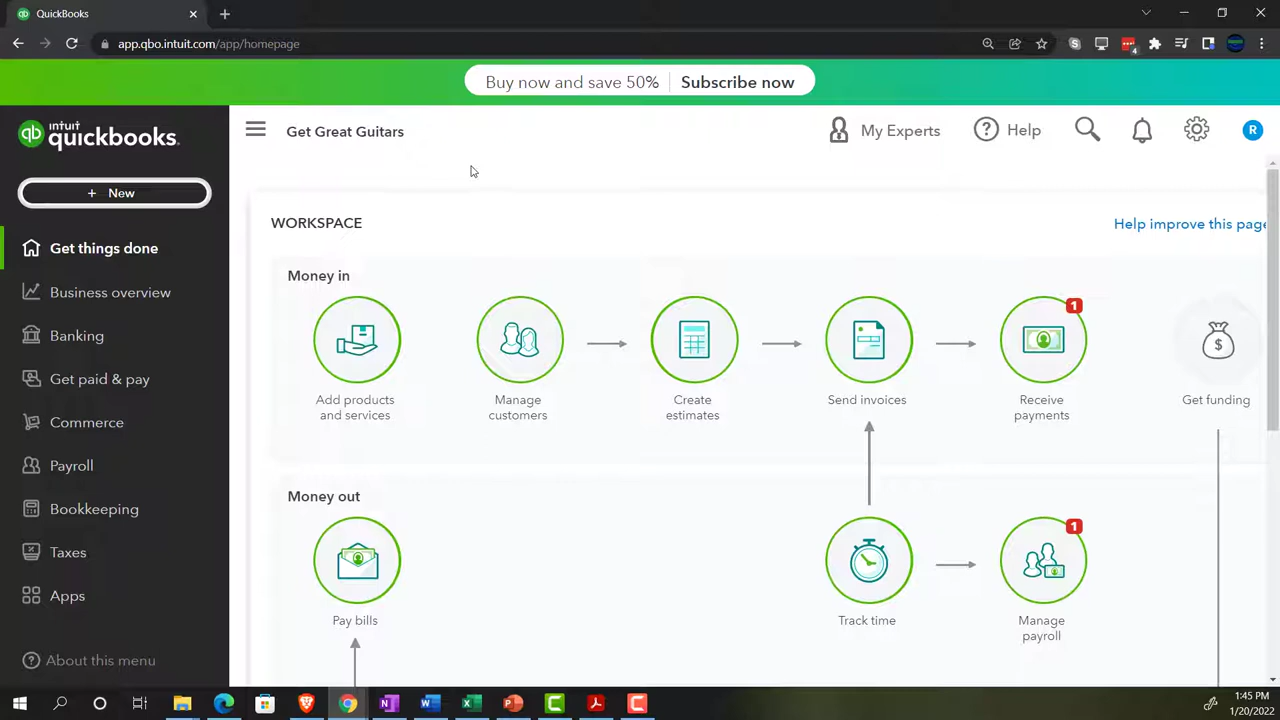 QuickBooks
app.qbo.intuit.com/app/homepage
4
Buy now and save 50%
Subscribe now
INTUIT
quickbooks.
Get Great Guitars
My Experts
Help
R
+ New
WORKSPACE
Help improve this page
Get things done
Money in
Business overview
1
Banking
$
Get paid & pay
Add products
and services
Manage
customers
Create
estimates
Send invoices
Receive
payments
Get funding
Commerce
Payroll
Money out
Bookkeeping
1
Taxes
Apps
Pay bills
Track time
Manage
payroll
About this menu
1:45 PM
1/20/2022